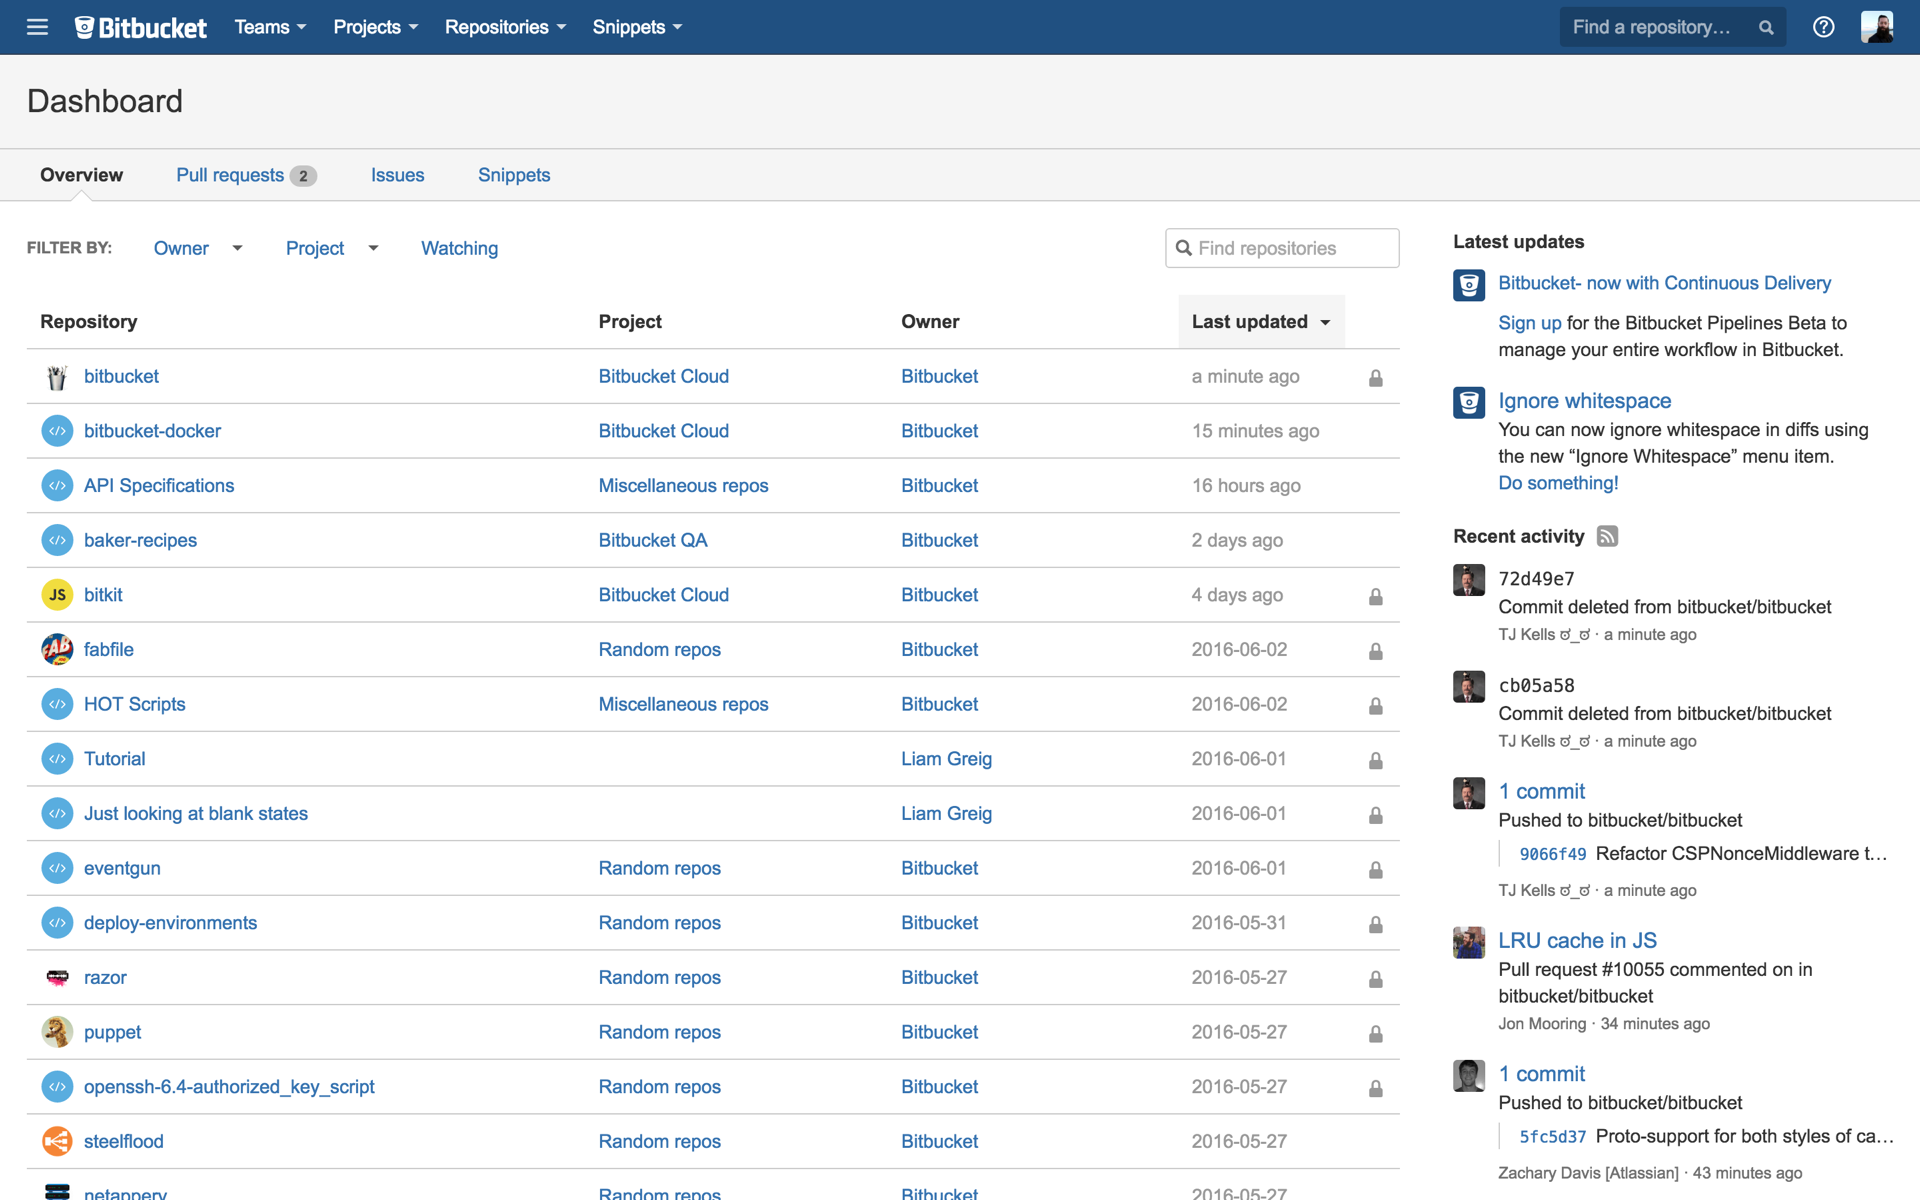 Bitbucket Teams Projects Repositories Snippets Find a repository…
Dashboard
Overview Pull requests 2 Issues Snippets
FILTER BY: Owner Project Watching Find repositories
Repository Project Owner Last updated
bitbucket Bitbucket Cloud Bitbucket a minute ago
bitbucket-docker Bitbucket Cloud Bitbucket 15 minutes ago
API Specifications Miscellaneous repos Bitbucket 16 hours ago
baker-recipes Bitbucket QA Bitbucket 2 days ago
JS bitkit Bitbucket Cloud Bitbucket 4 days ago
FAB fabfile Random repos Bitbucket 2016-06-02
HOT Scripts Miscellaneous repos Bitbucket 2016-06-02
Tutorial Liam Greig 2016-06-01
Just looking at blank states Liam Greig 2016-06-01
eventgun Random repos Bitbucket 2016-06-01
deploy-environments Random repos Bitbucket 2016-05-31
razor Random repos Bitbucket 2016-05-27
puppet Random repos Bitbucket 2016-05-27
openssh-6.4-authorized_key_script Random repos Bitbucket 2016-05-27
steelflood Random repos Bitbucket 2016-05-27
netappery Random repos Bitbucket 2016-05-27
Latest updates
Bitbucket- now with Continuous Delivery
Sign up for the Bitbucket Pipelines Beta to
manage your entire workflow in Bitbucket.
Ignore whitespace
You can now ignore whitespace in diffs using
the new “Ignore Whitespace” menu item.
Do something!
Recent activity
72d49e7
Commit deleted from bitbucket/bitbucket
TJ Kells ಠ_ಠ · a minute ago
cb05a58
Commit deleted from bitbucket/bitbucket
TJ Kells ಠ_ಠ · a minute ago
1 commit
Pushed to bitbucket/bitbucket
9066f49 Refactor CSPNonceMiddleware t…
TJ Kells ಠ_ಠ · a minute ago
LRU cache in JS
Pull request #10055 commented on in
bitbucket/bitbucket
Jon Mooring · 34 minutes ago
1 commit
Pushed to bitbucket/bitbucket
5fc5d37 Proto-support for both styles of ca…
Zachary Davis [Atlassian] · 43 minutes ago